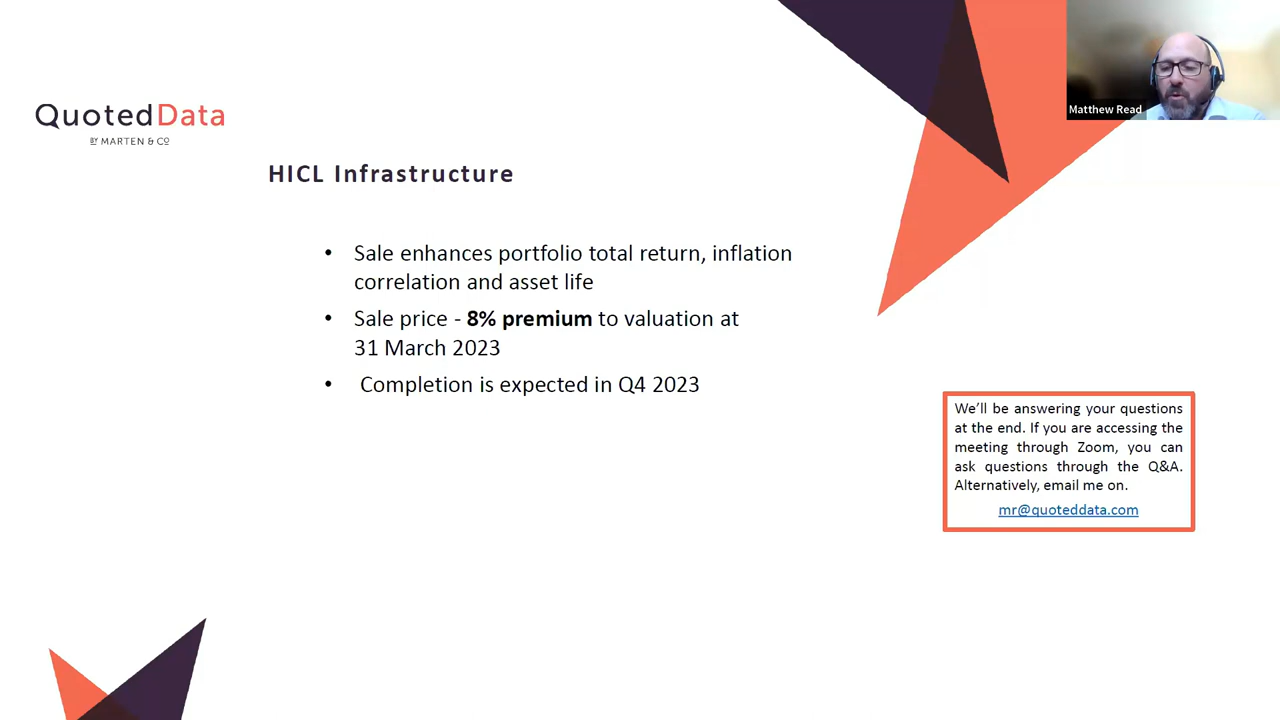 Matthew Read
QuotedData
BY MARTEN & CO
HICL Infrastructure
• Sale enhances portfolio total return, inflation
correlation and asset life
• Sale price - 8% premium to valuation at
31 March 2023
• Completion is expected in Q4 2023
We'll be answering your questions
at the end. If you are accessing the
meeting through Zoom, you can
ask questions through the Q&A.
Alternatively, email me on.
mr@quoteddata.com